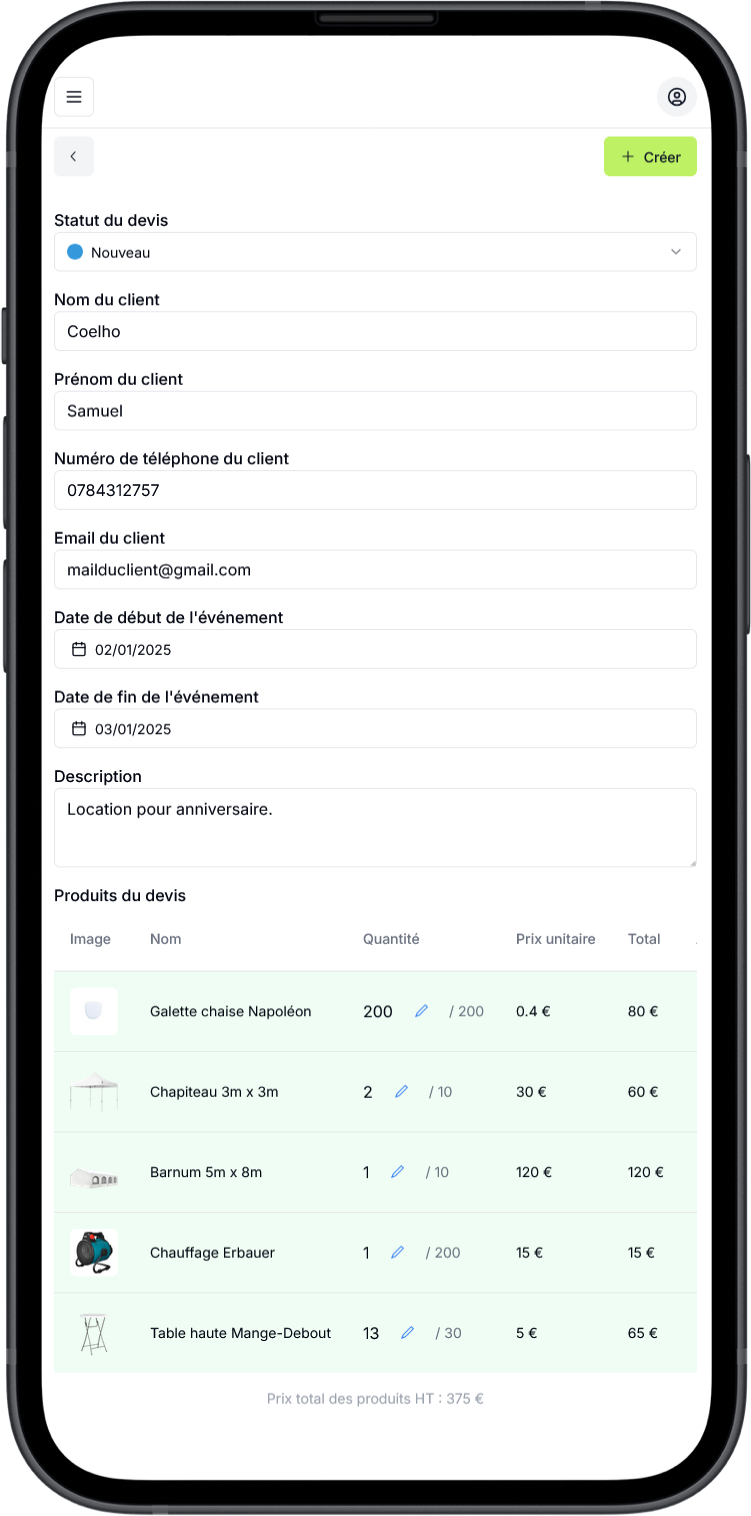 + Créer
Statut du devis
Nouveau
Nom du client
Coelho
Prénom du client
Samuel
Numéro de téléphone du client
0784312757
Email du client
mailduclient@gmail.com
Date de début de l'événement
02/01/2025
Date de fin de l'événement
03/01/2025
Description
Location pour anniversaire.
Produits du devis
Image Nom Quantité Prix unitaire Total
Galette chaise Napoléon 200 / 200 0.4 € 80 €
Chapiteau 3m x 3m 2 / 10 30 € 60 €
Barnum 5m x 8m 1 / 10 120 € 120 €
Chauffage Erbauer 1 / 200 15 € 15 €
Table haute Mange-Debout 13 / 30 5 € 65 €
Prix total des produits HT : 375 €